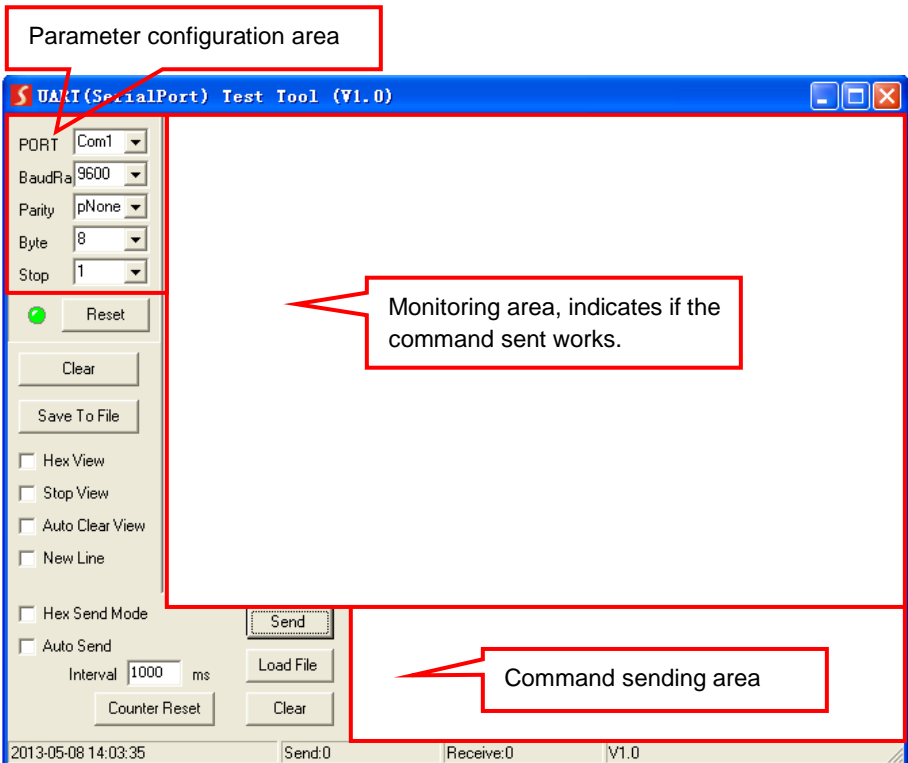 Parameter configuration area
UART(SerialPort) Test Tool (V1.0)
PORT Com1
BaudRa 9600
Parity pNone
Byte 8
Stop 1
Reset
Monitoring area, indicates if the
command sent works.
Clear
Save To File
Hex View
Stop View
Auto Clear View
New Line
Hex Send Mode
Send
Auto Send
Interval 1000 ms
Load File
Command sending area
Counter Reset
Clear
2013-05-08 14:03:35 Send:0 Receive:0 V1.0